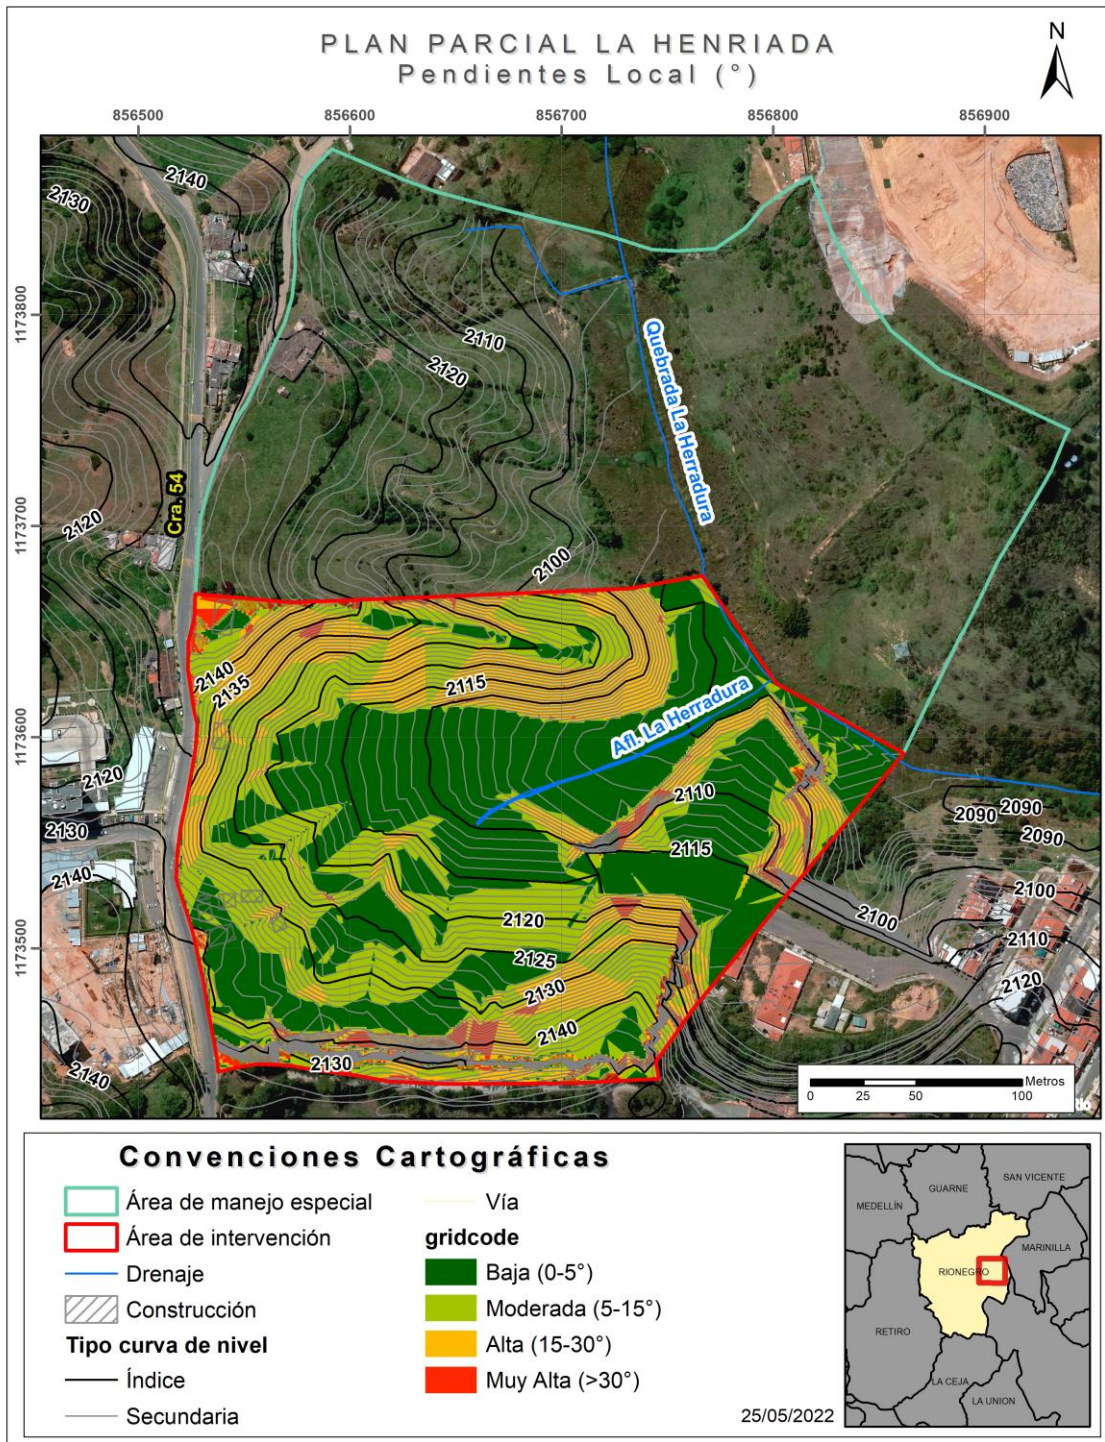 PLAN PARCIAL LA HENRIADA
Pendientes Local (°)
N
856500 856600 856700 856800 856900
1173800
1173700
1173600
1173500
2140
2130
2110
2120
Quebrada La Herradura
Cra. 54
2120
2100
2140
2135
2115
Afl. La Herradura
2120
2130
2110
2090 2090
2090
2115
2140
2100
2100
2120
2110
2125
2120
2130
2140
2130
2140
Metros
0 25 50 100
Convenciones Cartográficas
Área de manejo especial
Área de intervención
Drenaje
Construcción
Tipo curva de nivel
Índice
Secundaria
Vía
gridcode
Baja (0-5°)
Moderada (5-15°)
Alta (15-30°)
Muy Alta (>30°)
25/05/2022
SAN VICENTE
GUARNE
MEDELLÍN
MARINILLA
RIONEGRO
RETIRO
LA CEJA
LA UNION